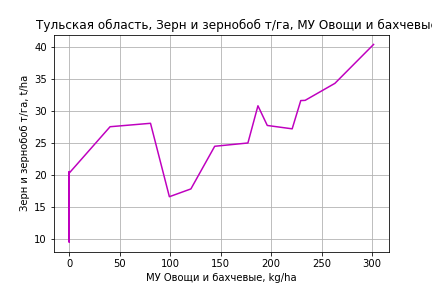 Тульская область, Зерн и зернобоб т/га, МУ Овощи и бахчевые
40
35
30
25
20
15
10
Зерн и зернобоб т/га, t/ha
0 50 100 150 200 250 300
МУ Овощи и бахчевые, kg/ha